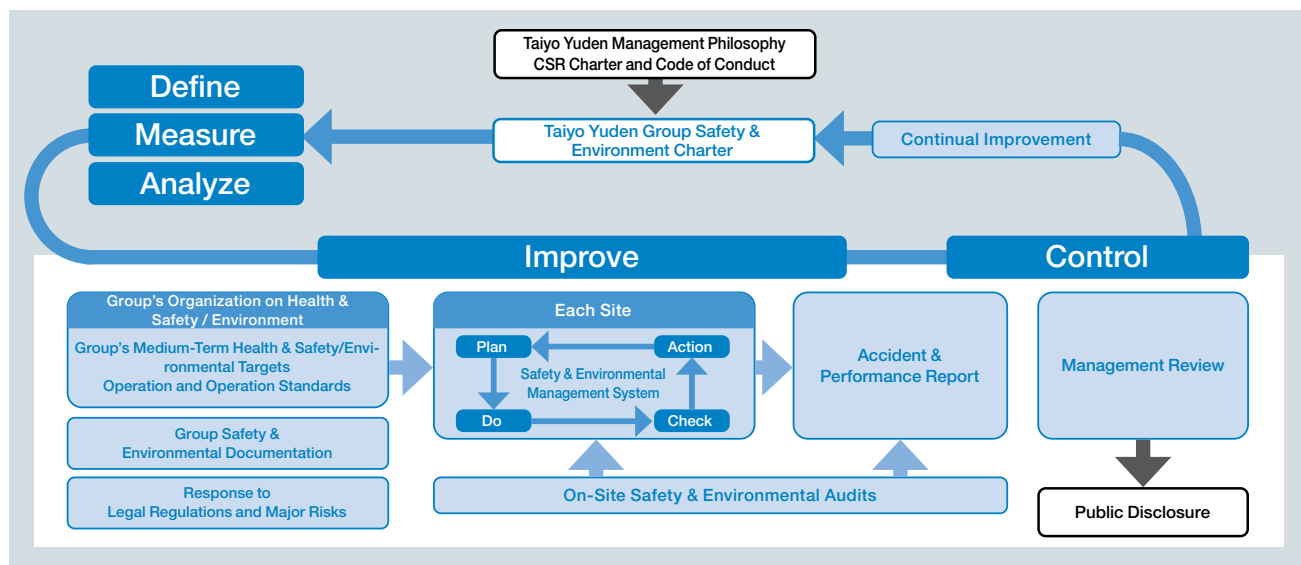 Taiyo Yuden Management Philosophy
CSR Charter and Code of Conduct
Define
Measure
Analyze
Taiyo Yuden Group Safety &
Environment Charter
Continual Improvement
Improve
Control
Group's Organization on Health &
Safety / Environment
Group's Medium-Term Health & Safety/Envi-
ronmental Targets
Operation and Operation Standards
Group Safety &
Environmental Documentation
Response to
Legal Regulations and Major Risks
Each Site
Plan
Action
Safety & Environmental
Management System
Do
Check
Accident &
Performance Report
On-Site Safety & Environmental Audits
Management Review
Public Disclosure